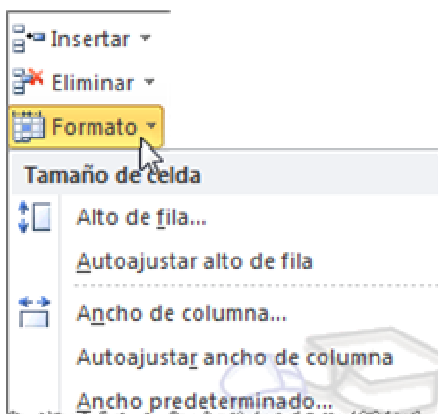 Insertar
Eliminar
Formato
Tamaño de celda
Alto de fila...
Autoajustar alto de fila
Ancho de columna...
Autoajustar ancho de columna
Ancho predeterminado...